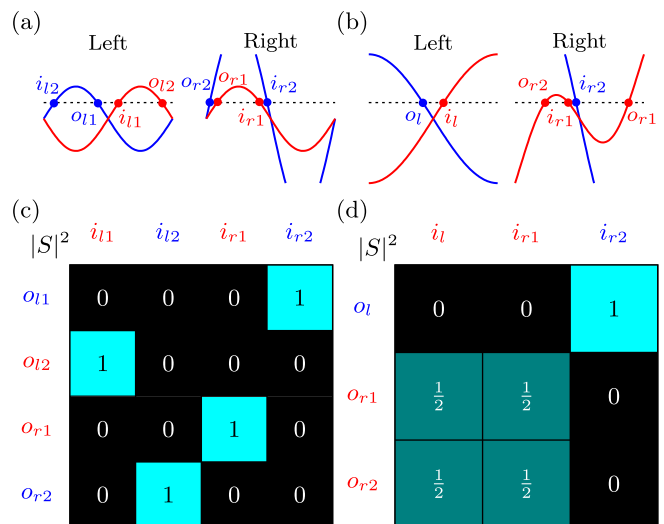 (a) Left Right (b) Left Right
i_{l2} o_{l1} i_{l1} o_{l2} o_{r2} o_{r1} i_{r1} i_{r2} o_l i_l o_{r2} i_{r1} i_{r2} o_{r1}
(c) (d)
|S|^2 i_{l1} i_{l2} i_{r1} i_{r2}
o_{l1} 0 0 0 1
o_{l2} 1 0 0 0
o_{r1} 0 0 1 0
o_{r2} 0 1 0 0
|S|^2 i_l i_{r1} i_{r2}
o_l 0 0 1
o_{r1} 1/2 1/2 0
o_{r2} 1/2 1/2 0